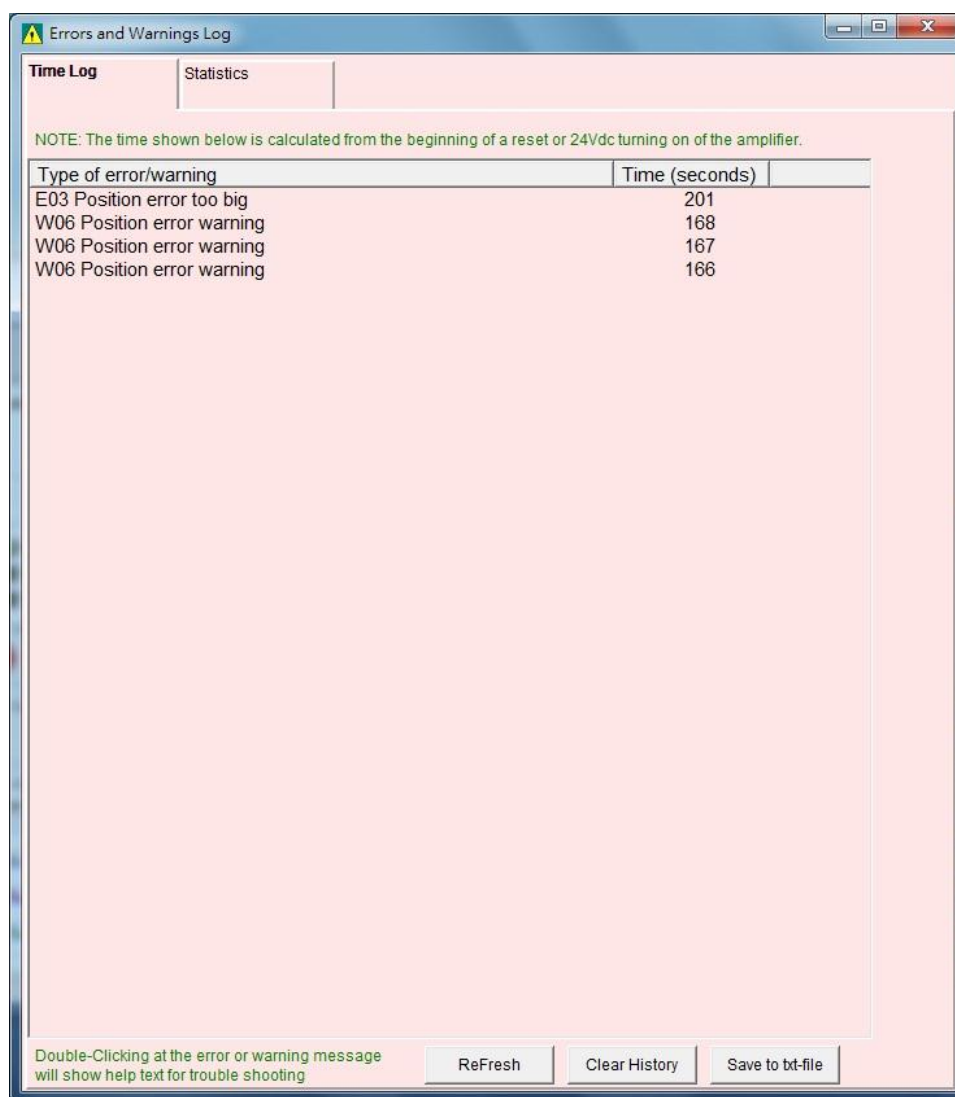 Errors and Warnings Log
Time Log Statistics
NOTE: The time shown below is calculated from the beginning of a reset or 24Vdc turning on of the amplifier.
Type of error/warning Time (seconds)
E03 Position error too big 201
W06 Position error warning 168
W06 Position error warning 167
W06 Position error warning 166
Double-Clicking at the error or warning message
will show help text for trouble shooting
ReFresh Clear History Save to txt-file